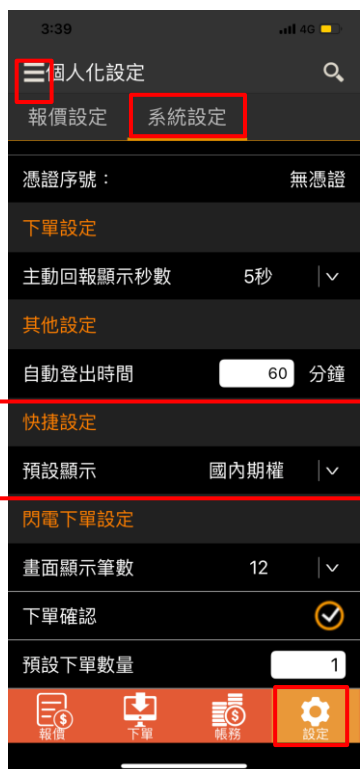 3:39
4G
個人化設定
報價設定 系統設定
憑證序號： 無憑證
下單設定
主動回報顯示秒數 5秒
其他設定
自動登出時間 60 分鐘
快捷設定
預設顯示 國內期權
閃電下單設定
畫面顯示筆數 12
下單確認
預設下單數量 1
報價 下單 帳務 設定